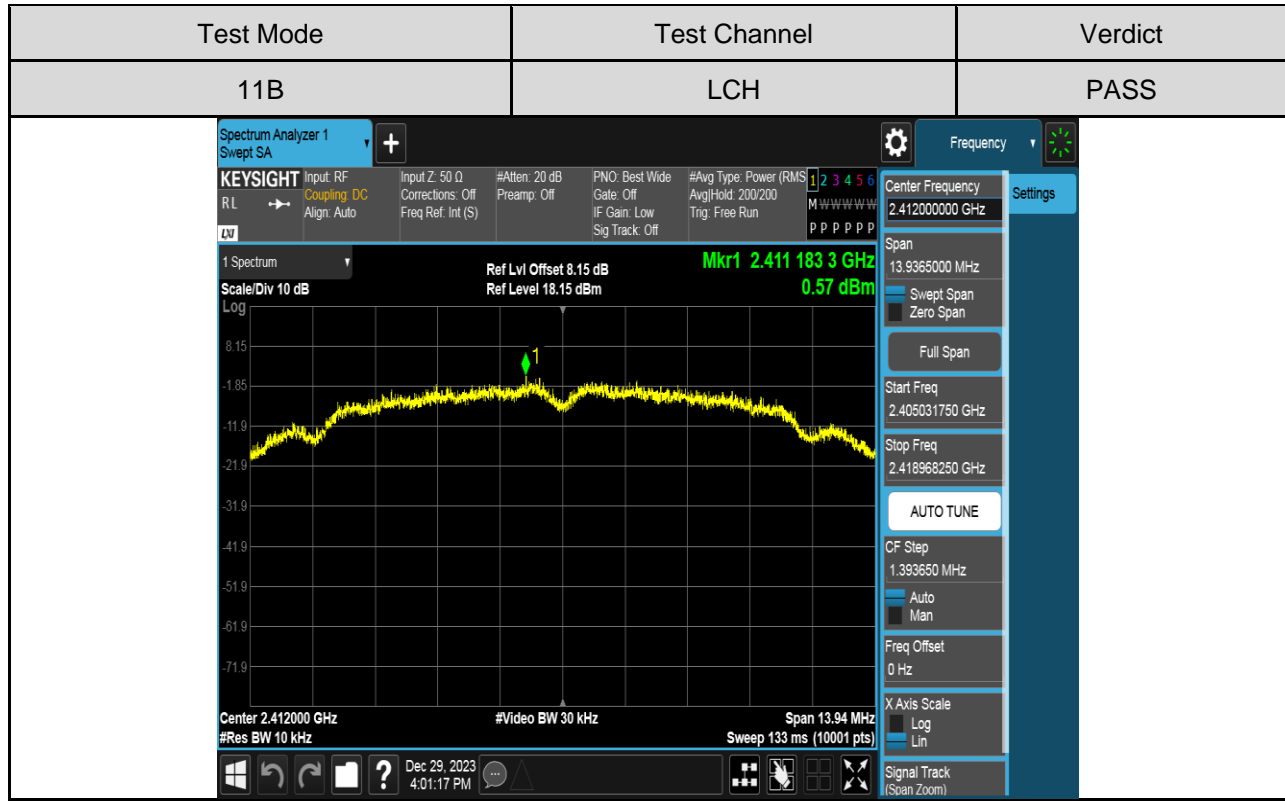 Test Mode Test Channel Verdict
11B LCH PASS
Spectrum Analyzer 1
Swept SA
+
Frequency
KEYSIGHT
RL
LXI
Input: RF
Coupling: DC
Align: Auto
Input Z: 50 Ω
Corrections: Off
Freq Ref: Int (S)
#Atten: 20 dB
Preamp: Off
PNO: Best Wide
Gate: Off
IF Gain: Low
Sig Track: Off
#Avg Type: Power (RMS
Avg|Hold: 200/200
Trig: Free Run
1 2 3 4 5 6
M W W W W W
P P P P P P
1 Spectrum
Scale/Div 10 dB
Ref Lvl Offset 8.15 dB
Ref Level 18.15 dBm
Mkr1 2.411 183 3 GHz
0.57 dBm
Log
8.15
-1.85
-11.9
-21.9
-31.9
-41.9
-51.9
-61.9
-71.9
1
Center 2.412000 GHz
#Res BW 10 kHz
#Video BW 30 kHz
Span 13.94 MHz
Sweep 133 ms (10001 pts)
?
Dec 29, 2023
4:01:17 PM
Settings
Center Frequency
2.412000000 GHz
Span
13.9365000 MHz
Swept Span
Zero Span
Full Span
Start Freq
2.405031750 GHz
Stop Freq
2.418968250 GHz
AUTO TUNE
CF Step
1.393650 MHz
Auto
Man
Freq Offset
0 Hz
X Axis Scale
Log
Lin
Signal Track
(Span Zoom)